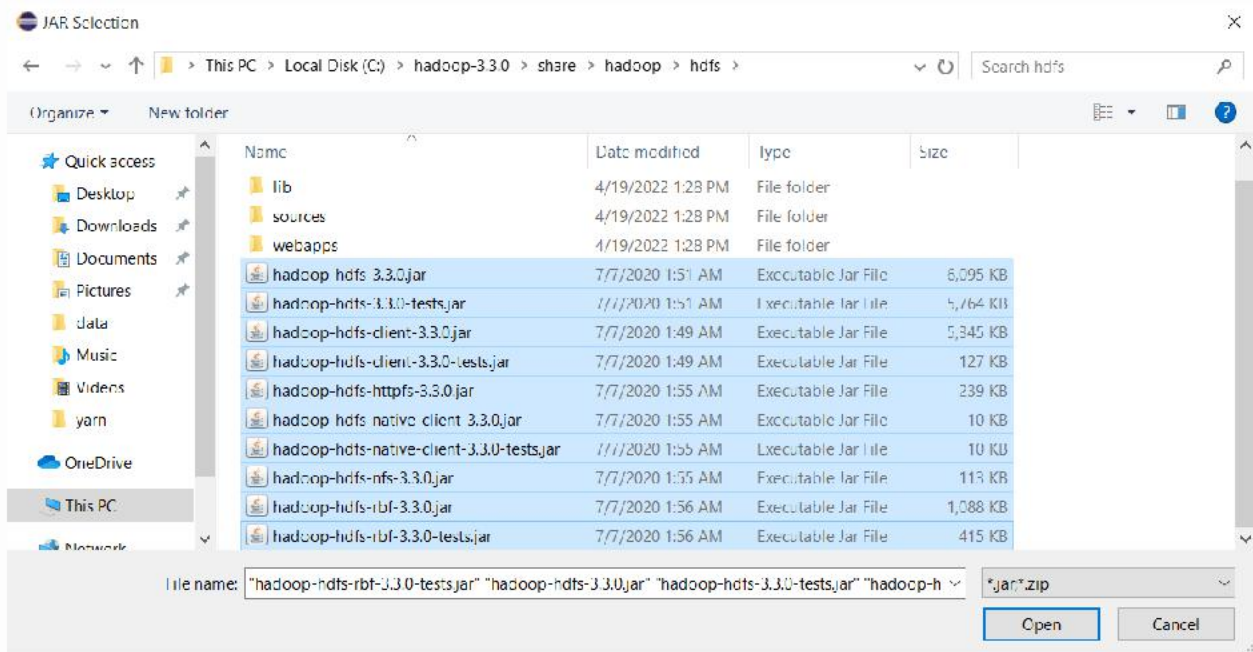 JAR Selection
This PC > Local Disk (C:) > hadoop-3.3.0 > share > hadoop > hdfs >
Search hdfs
Organize
New folder
Quick access
Desktop
Downloads
Documents
Pictures
data
Music
Videos
yarn
OneDrive
This PC
Network
Name Date modified Type Size
lib 4/19/2022 1:28 PM File folder
sources 4/19/2022 1:28 PM File folder
webapps 4/19/2022 1:28 PM File folder
hadoop-hdfs-3.3.0.jar 7/7/2020 1:51 AM Executable Jar File 6,095 KB
hadoop-hdfs-3.3.0-tests.jar 7/7/2020 1:51 AM Executable Jar File 5,764 KB
hadoop-hdfs-client-3.3.0.jar 7/7/2020 1:49 AM Executable Jar File 5,345 KB
hadoop-hdfs-client-3.3.0-tests.jar 7/7/2020 1:49 AM Executable Jar File 127 KB
hadoop-hdfs-httpfs-3.3.0.jar 7/7/2020 1:55 AM Executable Jar File 239 KB
hadoop-hdfs-native-client-3.3.0.jar 7/7/2020 1:55 AM Executable Jar File 10 KB
hadoop-hdfs-native-client-3.3.0-tests.jar 7/7/2020 1:55 AM Executable Jar File 10 KB
hadoop-hdfs-nfs-3.3.0.jar 7/7/2020 1:55 AM Executable Jar File 113 KB
hadoop-hdfs-rbf-3.3.0.jar 7/7/2020 1:56 AM Executable Jar File 1,088 KB
hadoop-hdfs-rbf-3.3.0-tests.jar 7/7/2020 1:56 AM Executable Jar File 415 KB
File name: "hadoop-hdfs-rbf-3.3.0-tests.jar" "hadoop-hdfs-3.3.0.jar" "hadoop-hdfs-3.3.0-tests.jar" "hadoop-h
*.jar;*.zip
Open
Cancel